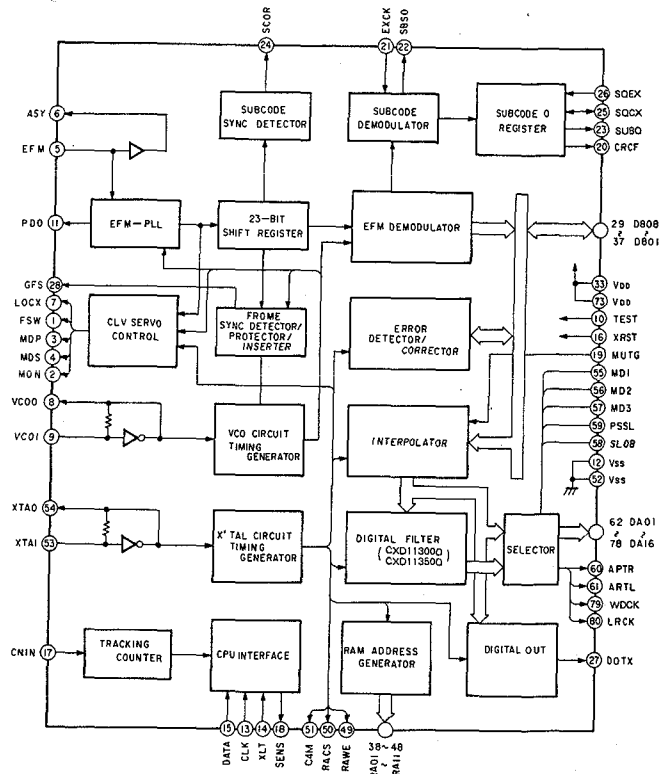 SCOR
EXCK
SBSO
24
21
22
ASY
6
EFM
5
SUBCODE
SYNC DETECTOR
SUBCODE
DEMODULATOR
SUBCODE Q
REGISTER
26 SQEX
25 SQCX
23 SUBQ
20 CRCF
PDO
11
EFM-PLL
23-BIT
SHIFT REGISTER
EFM DEMODULATOR
29 D808
~
37 D801
GFS
28
LOCX
7
FSW
1
MDP
3
MDS
4
MON
2
CLV SERVO
CONTROL
FROME
SYNC DETECTOR/
PROTECTOR/
INSERTER
ERROR
DETECTOR/
CORRECTOR
33 VDD
73 VDD
10 TEST
16 XRST
19 MUTG
55 MD1
56 MD2
57 MD3
59 PSSL
58 SLOB
12 Vss
52 Vss
VCOO
8
VCOI
9
VCO CIRCUIT
TIMING
GENERATOR
INTERPOLATOR
XTAO
54
XTAI
53
X'TAL CIRCUIT
TIMING
GENERATOR
DIGITAL FILTER
(CXD11300Q
CXD11350Q)
SELECTOR
62 DA01
~
78 DA16
60 APTR
61 ARTL
79 WDCK
80 LRCK
CNIN
17
TRACKING
COUNTER
CPU INTERFACE
RAM ADDRESS
GENERATOR
DIGITAL OUT
27 DOTX
15
13
14
18
51
50
49
38~48
DATA
CLK
XLT
SENS
C4M
RACS
RAWE
RA01
~
RA11